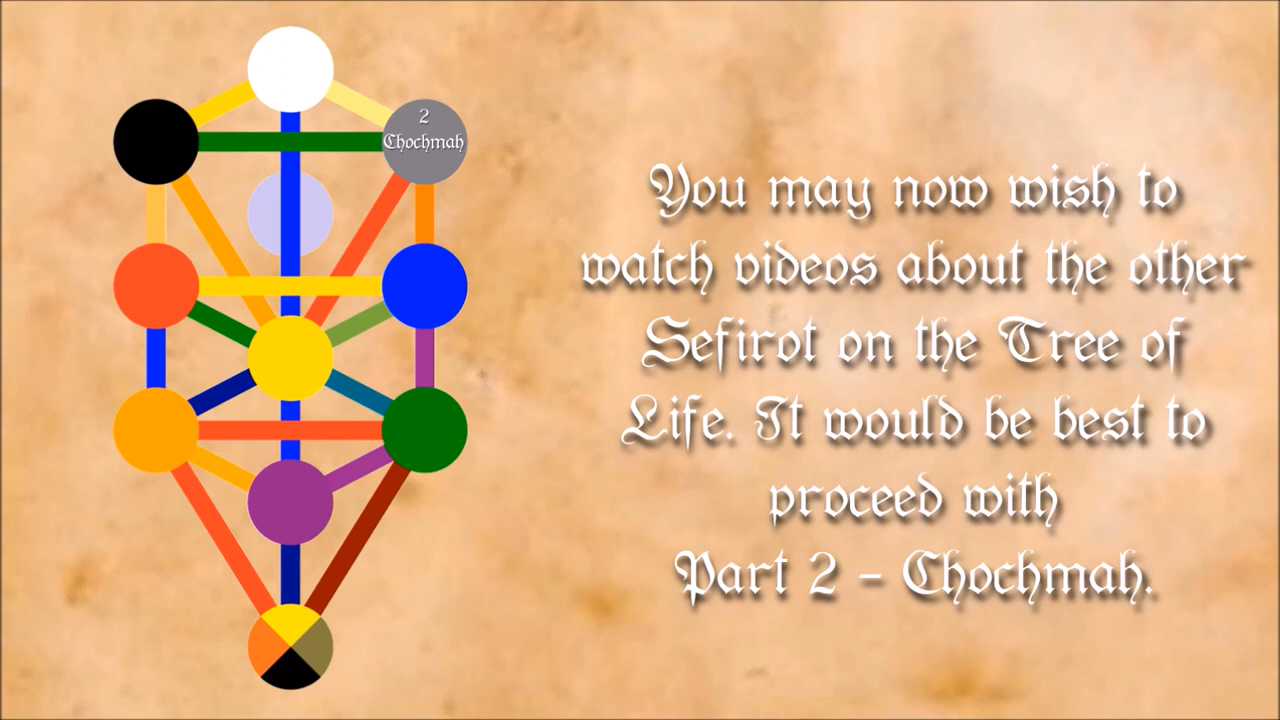 2
Chochmah
You may now wish to
watch videos about the other
Sefirot on the Tree of
Life. It would be best to
proceed with
Part 2 - Chochmah.